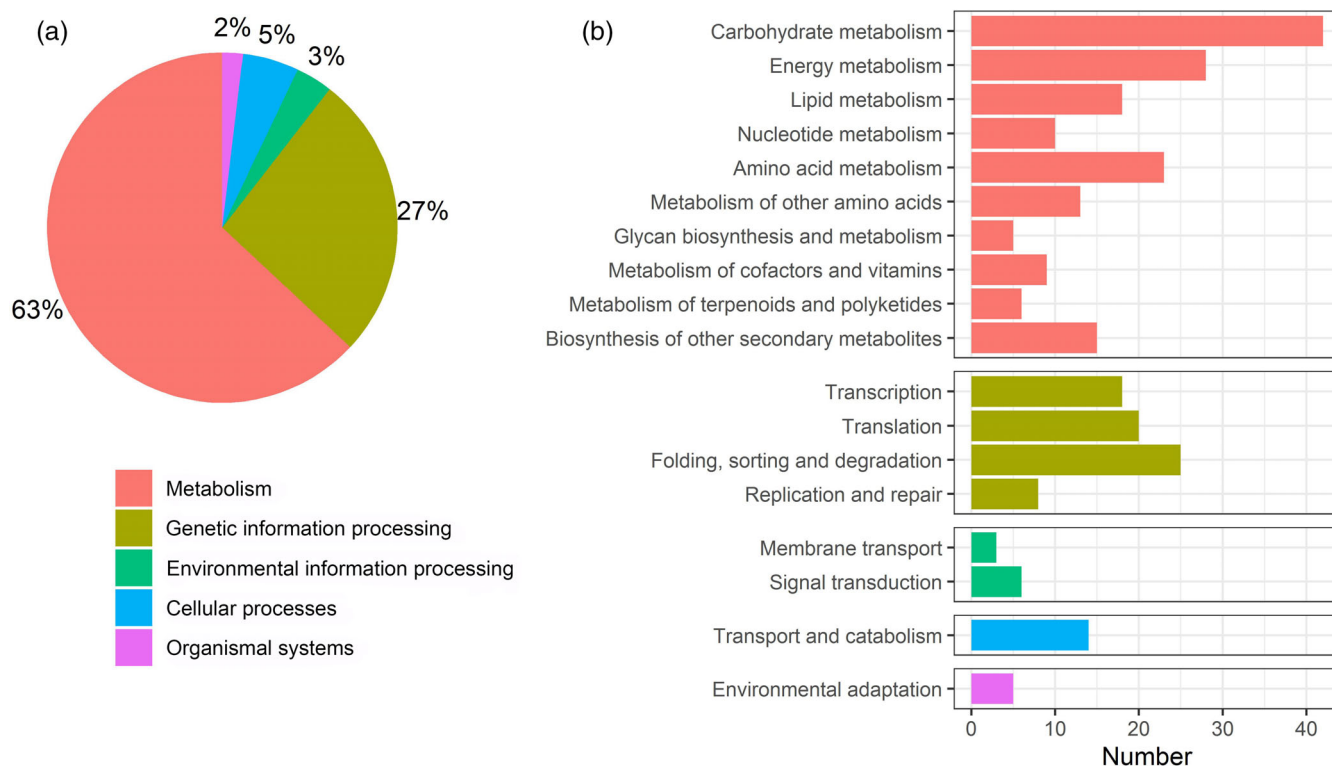 (a)
2%
5%
3%
27%
63%
Metabolism
Genetic information processing
Environmental information processing
Cellular processes
Organismal systems
(b)
Carbohydrate metabolism
Energy metabolism
Lipid metabolism
Nucleotide metabolism
Amino acid metabolism
Metabolism of other amino acids
Glycan biosynthesis and metabolism
Metabolism of cofactors and vitamins
Metabolism of terpenoids and polyketides
Biosynthesis of other secondary metabolites
Transcription
Translation
Folding, sorting and degradation
Replication and repair
Membrane transport
Signal transduction
Transport and catabolism
Environmental adaptation
0 10 20 30 40
Number